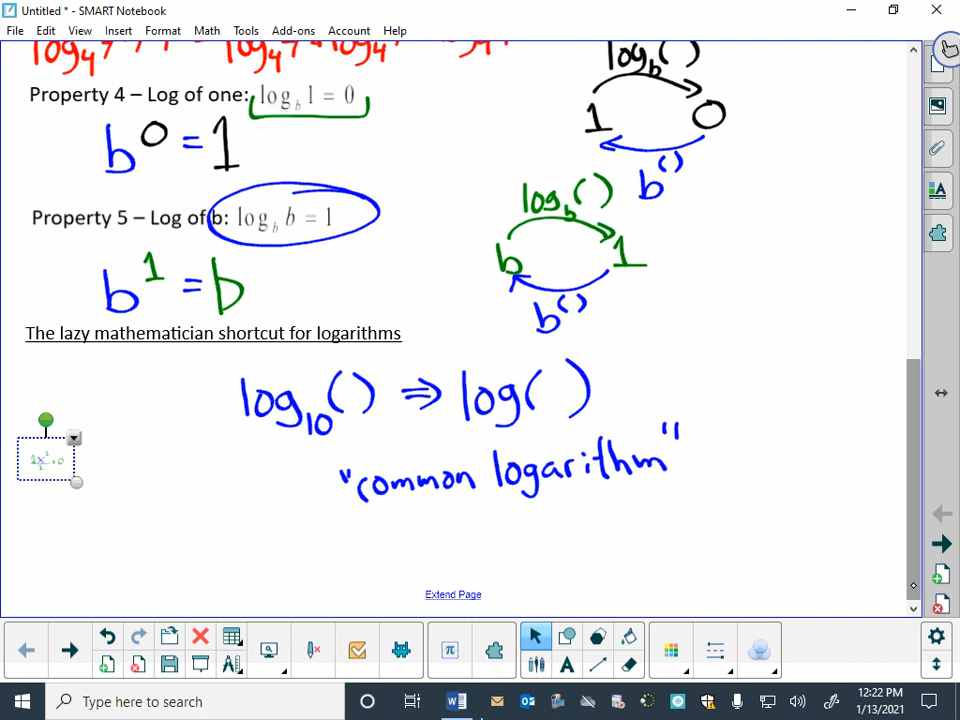 Untitled * - SMART Notebook
File Edit View Insert Format Math Tools Add-ons Account Help
Property 4 – Log of one: log_b 1 = 0
log_b ( )
1 0
b^( )
b^0 = 1
Property 5 – Log of b: log_b b = 1
log_b ( )
b 1
b^( )
b^1 = b
The lazy mathematician shortcut for logarithms
log_10 ( ) ⇒ log( )
"common logarithm"
Extend Page
Type here to search
12:22 PM
1/13/2021